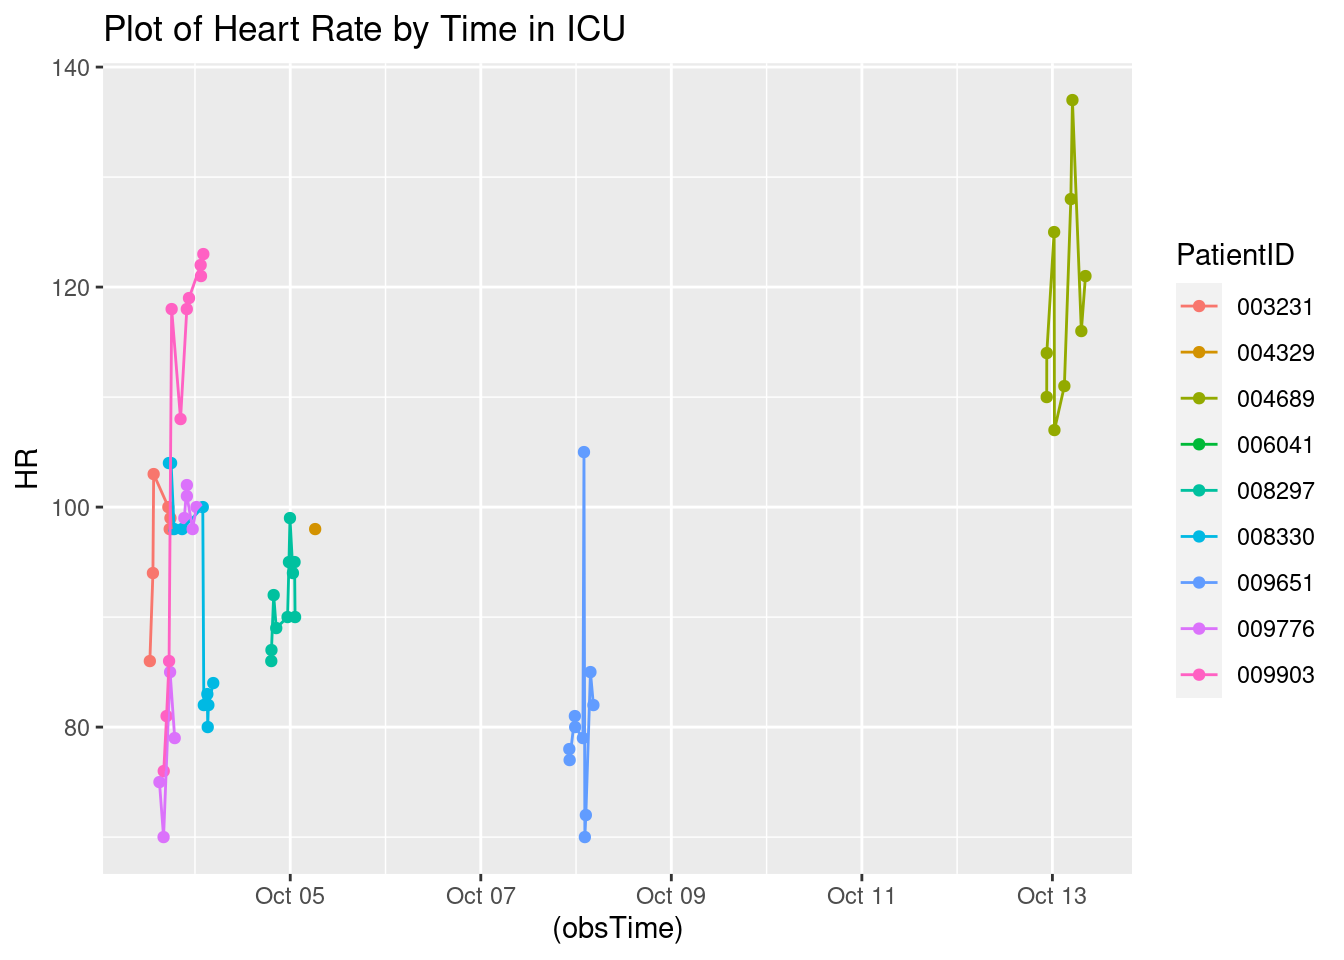 Plot of Heart Rate by Time in ICU
140
120
100
80
HR
Oct 05
Oct 07
Oct 09
Oct 11
Oct 13
(obsTime)
PatientID
003231
004329
004689
006041
008297
008330
009651
009776
009903